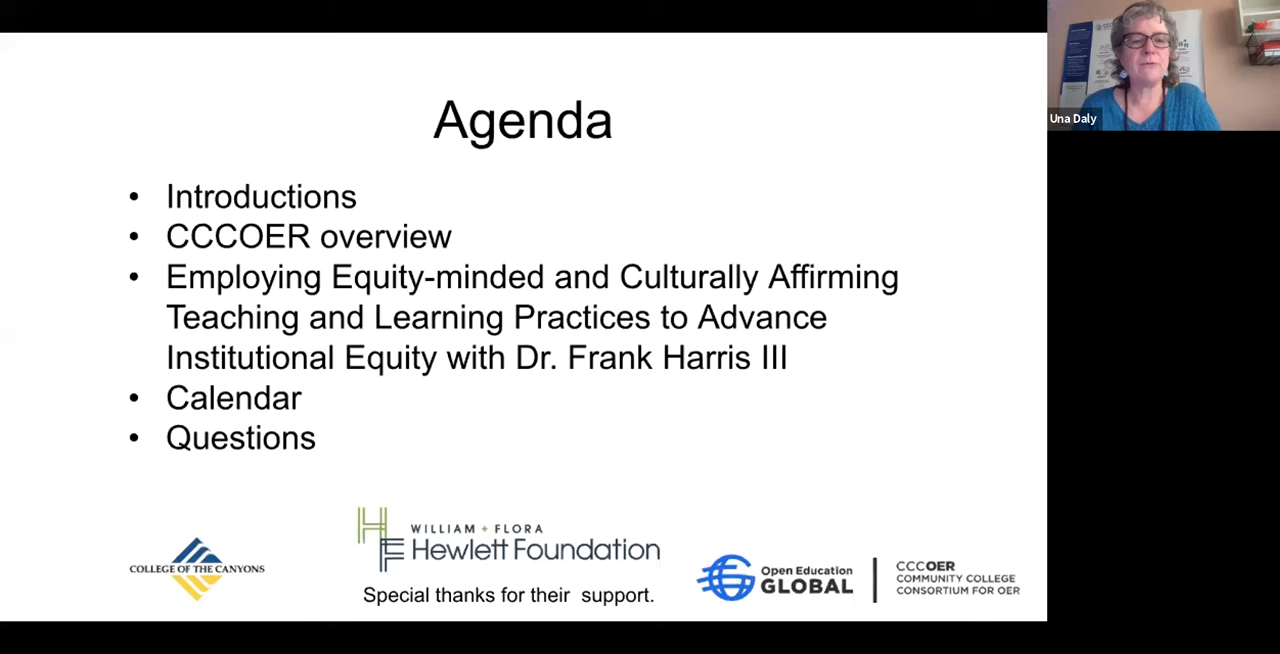 Agenda
• Introductions
• CCCOER overview
• Employing Equity-minded and Culturally Affirming
Teaching and Learning Practices to Advance
Institutional Equity with Dr. Frank Harris III
• Calendar
• Questions
COLLEGE OF THE CANYONS
WILLIAM + FLORA
Hewlett Foundation
Special thanks for their support.
Open Education
GLOBAL
CCCOER
COMMUNITY COLLEGE
CONSORTIUM FOR OER
Una Daly